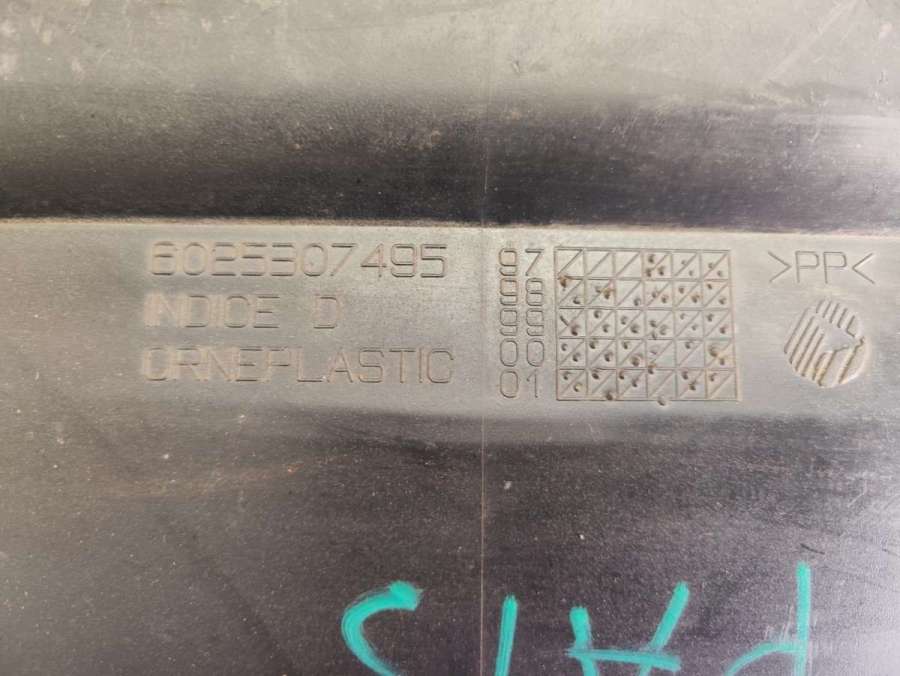 6025307495
INDICE D
ORNEPLASTIC
97
98
99
00
01
>PP<